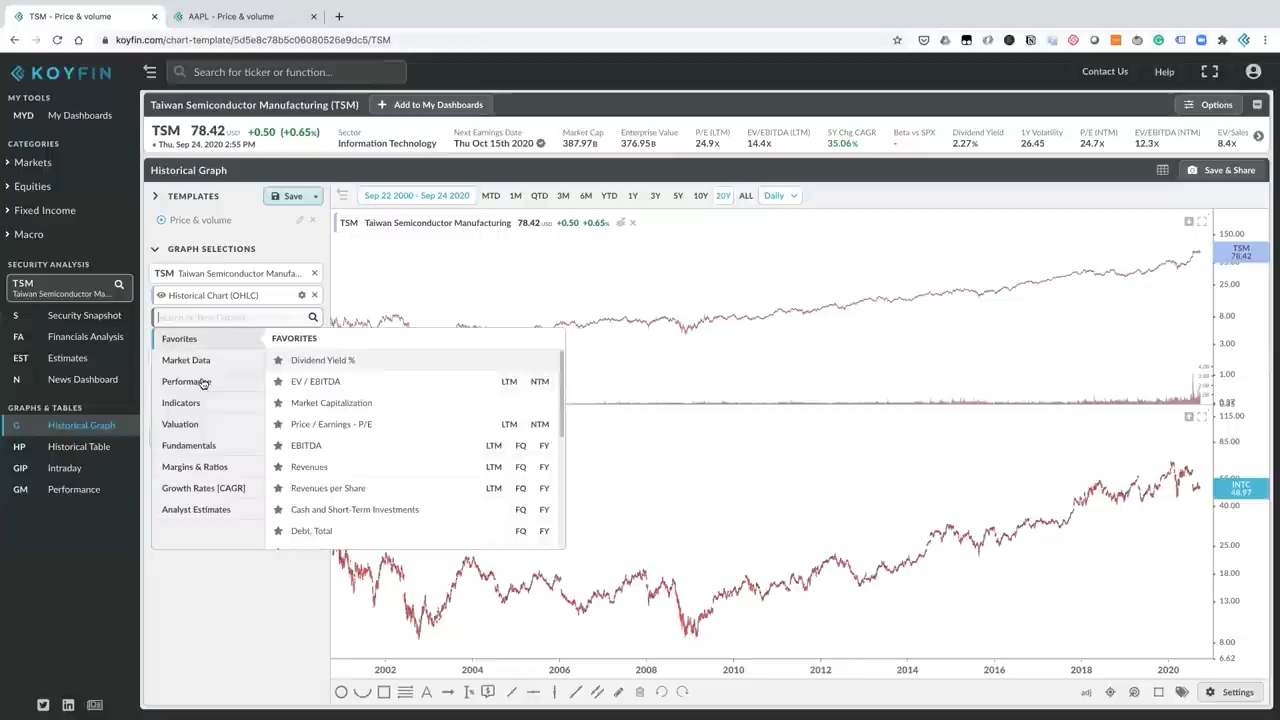 TSM - Price & volume
AAPL - Price & volume
koyfin.com/chart-template/5d5e8c78b5c06080526e9dc5/TSM
KOYFIN
Search for ticker or function...
Contact Us
Help
MY TOOLS
MYD My Dashboards
CATEGORIES
Markets
Equities
Fixed Income
Macro
SECURITY ANALYSIS
TSM
Taiwan Semiconductor Ma...
S Security Snapshot
FA Financials Analysis
EST Estimates
N News Dashboard
GRAPHS & TABLES
G Historical Graph
HP Historical Table
GIP Intraday
GM Performance
Taiwan Semiconductor Manufacturing (TSM)
Add to My Dashboards
Options
TSM 78.42 USD +0.50 (+0.65%)
Thu, Sep 24, 2020 2:55 PM
Sector
Information Technology
Next Earnings Date
Thu Oct 15th 2020
Market Cap
387.97B
Enterprise Value
376.95B
P/E (LTM)
24.9X
EV/EBITDA (LTM)
14.4X
5Y Chg CAGR
35.06%
Beta vs SPX
-
Dividend Yield
2.27%
1Y Volatility
26.45
P/E (NTM)
24.7X
EV/EBITDA (NTM)
12.3X
EV/Sales
8.4X
Historical Graph
Save & Share
TEMPLATES
Save
Price & volume
GRAPH SELECTIONS
TSM Taiwan Semiconductor Manufa...
Historical Chart (OHLC)
Favorites
Market Data
Performance
Indicators
Valuation
Fundamentals
Margins & Ratios
Growth Rates [CAGR]
Analyst Estimates
FAVORITES
Dividend Yield %
EV / EBITDA LTM NTM
Market Capitalization
Price / Earnings - P/E LTM NTM
EBITDA LTM FQ FY
Revenues LTM FQ FY
Revenues per Share LTM FQ FY
Cash and Short-Term Investments FQ FY
Debt, Total FQ FY
Sep 22 2000 - Sep 24 2020 MTD 1M QTD 3M 6M YTD 1Y 3Y 5Y 10Y 20Y ALL Daily
TSM Taiwan Semiconductor Manufacturing 78.42 USD +0.50 +0.65%
150.00
TSM
78.42
25.00
8.00
3.00
1.00
115.00
85.00
INTC
48.97
40.00
25.00
18.00
13.00
8.00
6.62
2002 2004 2006 2008 2010 2012 2014 2016 2018 2020
adj
Settings